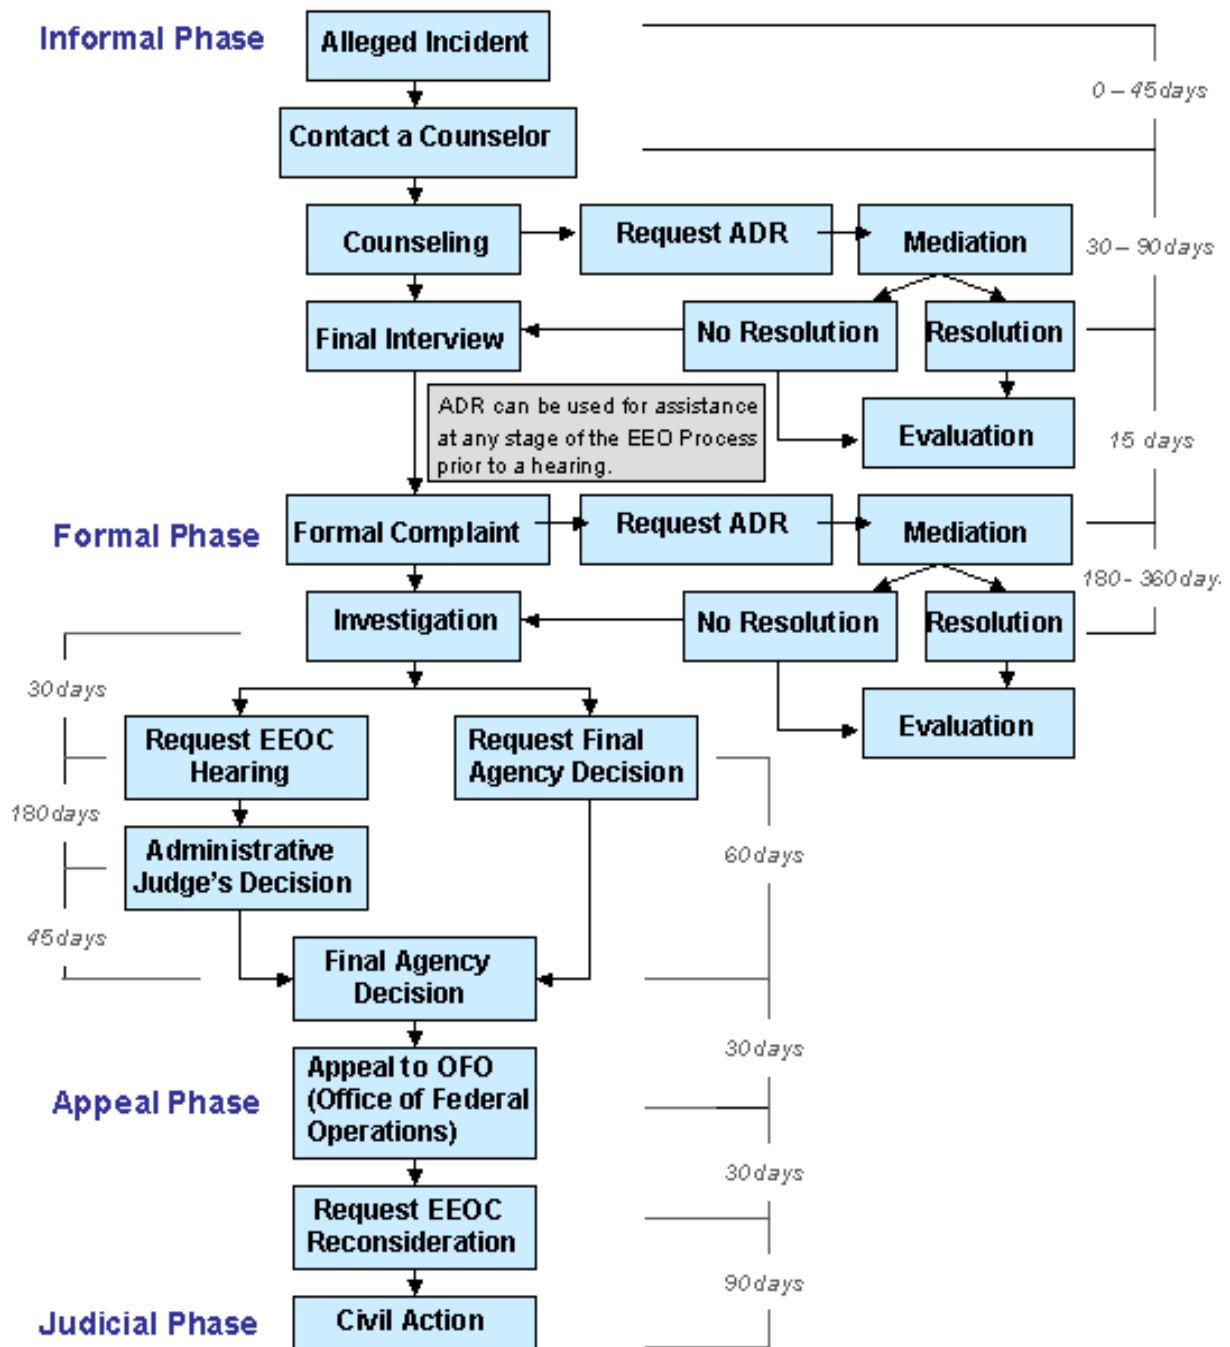 Informal Phase
Alleged Incident
0 – 45 days
Contact a Counselor
Counseling
Request ADR
Mediation
30 – 90 days
Final Interview
No Resolution
Resolution
ADR can be used for assistance
at any stage of the EEO Process
prior to a hearing.
Evaluation
15 days
Formal Phase
Formal Complaint
Request ADR
Mediation
180 - 360 days
Investigation
No Resolution
Resolution
30 days
Evaluation
Request EEOC
Hearing
Request Final
Agency Decision
180 days
Administrative
Judge's Decision
60 days
45 days
Final Agency
Decision
30 days
Appeal Phase
Appeal to OFO
(Office of Federal
Operations)
30 days
Request EEOC
Reconsideration
90 days
Judicial Phase
Civil Action